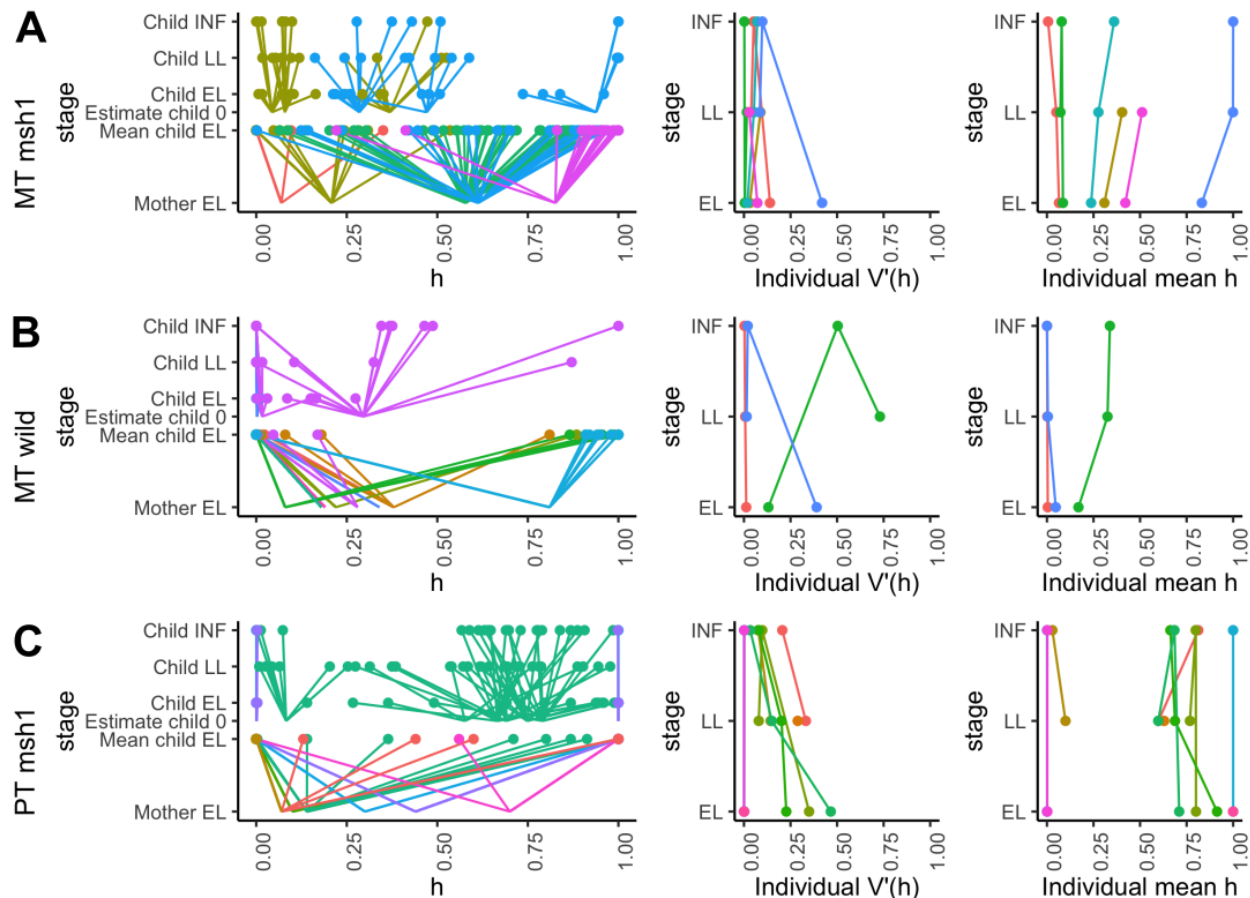 A
MT msh1
stage
Child INF
Child LL
Child EL
Estimate child 0
Mean child EL
Mother EL
0.00
0.25
0.50
0.75
1.00
h
stage
INF
LL
EL
0.00
0.25
0.50
0.75
1.00
Individual V'(h)
stage
INF
LL
EL
0.00
0.25
0.50
0.75
1.00
Individual mean h
B
MT wild
stage
Child INF
Child LL
Child EL
Estimate child 0
Mean child EL
Mother EL
0.00
0.25
0.50
0.75
1.00
h
stage
INF
LL
EL
0.00
0.25
0.50
0.75
1.00
Individual V'(h)
stage
INF
LL
EL
0.00
0.25
0.50
0.75
1.00
Individual mean h
C
PT msh1
stage
Child INF
Child LL
Child EL
Estimate child 0
Mean child EL
Mother EL
0.00
0.25
0.50
0.75
1.00
h
stage
INF
LL
EL
0.00
0.25
0.50
0.75
1.00
Individual V'(h)
stage
INF
LL
EL
0.00
0.25
0.50
0.75
1.00
Individual mean h